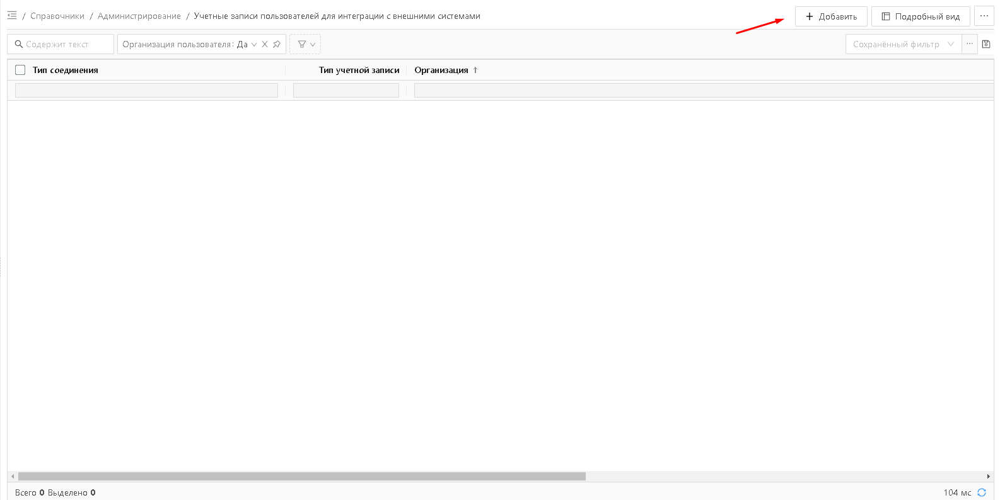 / Справочники / Администрирование / Учетные записи пользователей для интеграции с внешними системами
Добавить
Подробный вид
Содержит текст
Организация пользователя: Да
Сохранённый фильтр
Тип соединения
Тип учетной записи
Организация
Всего 0 Выделено 0
104 мс